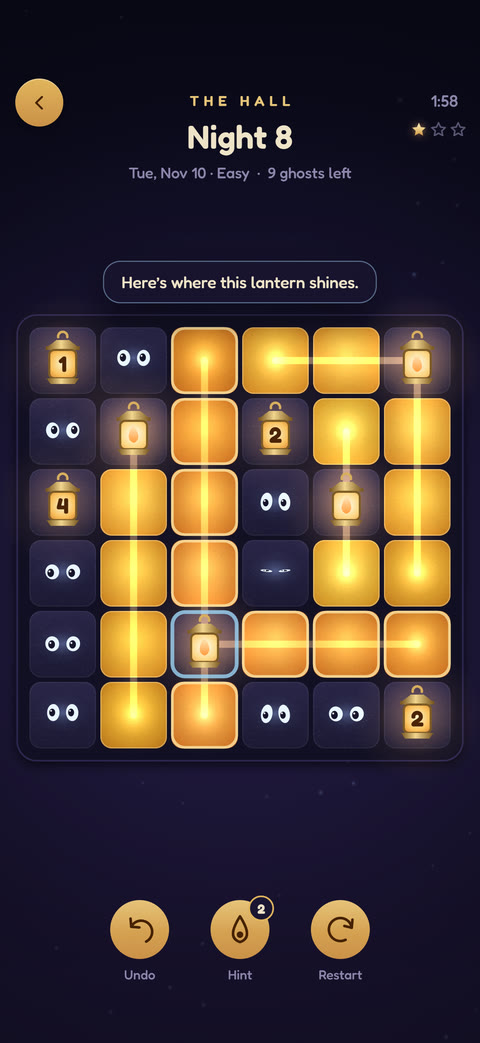 THE HALL
1:58
Night 8
Tue, Nov 10 · Easy · 9 ghosts left
Here's where this lantern shines.
1
2
4
2
2
Undo
Hint
Restart